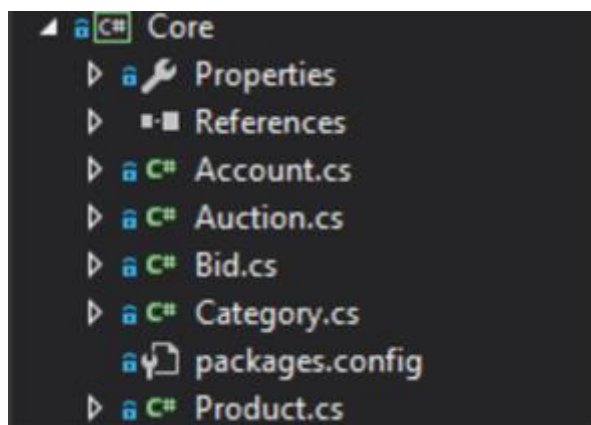 C# Core
Properties
References
C# Account.cs
C# Auction.cs
C# Bid.cs
C# Category.cs
packages.config
C# Product.cs